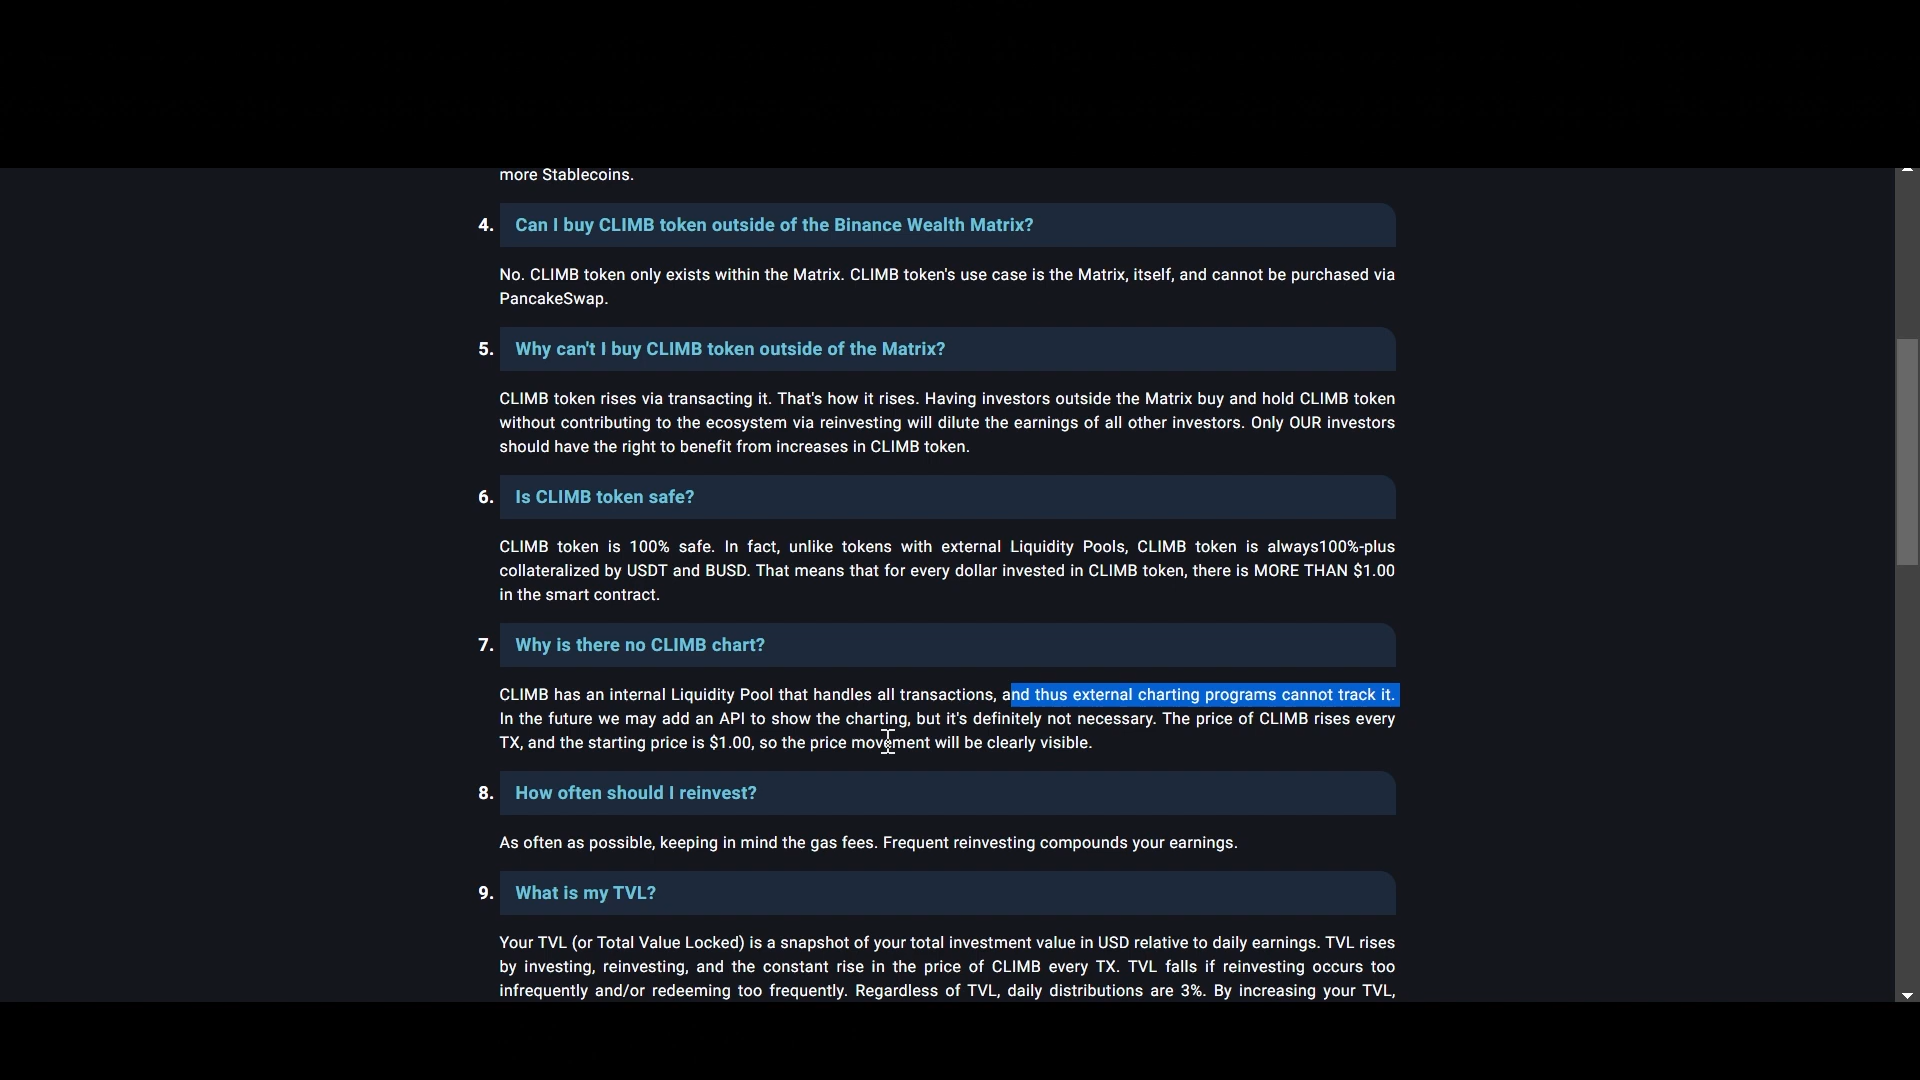 more Stablecoins.
4. Can I buy CLIMB token outside of the Binance Wealth Matrix?
No. CLIMB token only exists within the Matrix. CLIMB token's use case is the Matrix, itself, and cannot be purchased via
PancakeSwap.
5. Why can't I buy CLIMB token outside of the Matrix?
CLIMB token rises via transacting it. That's how it rises. Having investors outside the Matrix buy and hold CLIMB token
without contributing to the ecosystem via reinvesting will dilute the earnings of all other investors. Only OUR investors
should have the right to benefit from increases in CLIMB token.
6. Is CLIMB token safe?
CLIMB token is 100% safe. In fact, unlike tokens with external Liquidity Pools, CLIMB token is always100%-plus
collateralized by USDT and BUSD. That means that for every dollar invested in CLIMB token, there is MORE THAN $1.00
in the smart contract.
7. Why is there no CLIMB chart?
CLIMB has an internal Liquidity Pool that handles all transactions, and thus external charting programs cannot track it.
In the future we may add an API to show the charting, but it's definitely not necessary. The price of CLIMB rises every
TX, and the starting price is $1.00, so the price movement will be clearly visible.
8. How often should I reinvest?
As often as possible, keeping in mind the gas fees. Frequent reinvesting compounds your earnings.
9. What is my TVL?
Your TVL (or Total Value Locked) is a snapshot of your total investment value in USD relative to daily earnings. TVL rises
by investing, reinvesting, and the constant rise in the price of CLIMB every TX. TVL falls if reinvesting occurs too
infrequently and/or redeeming too frequently. Regardless of TVL, daily distributions are 3%. By increasing your TVL,